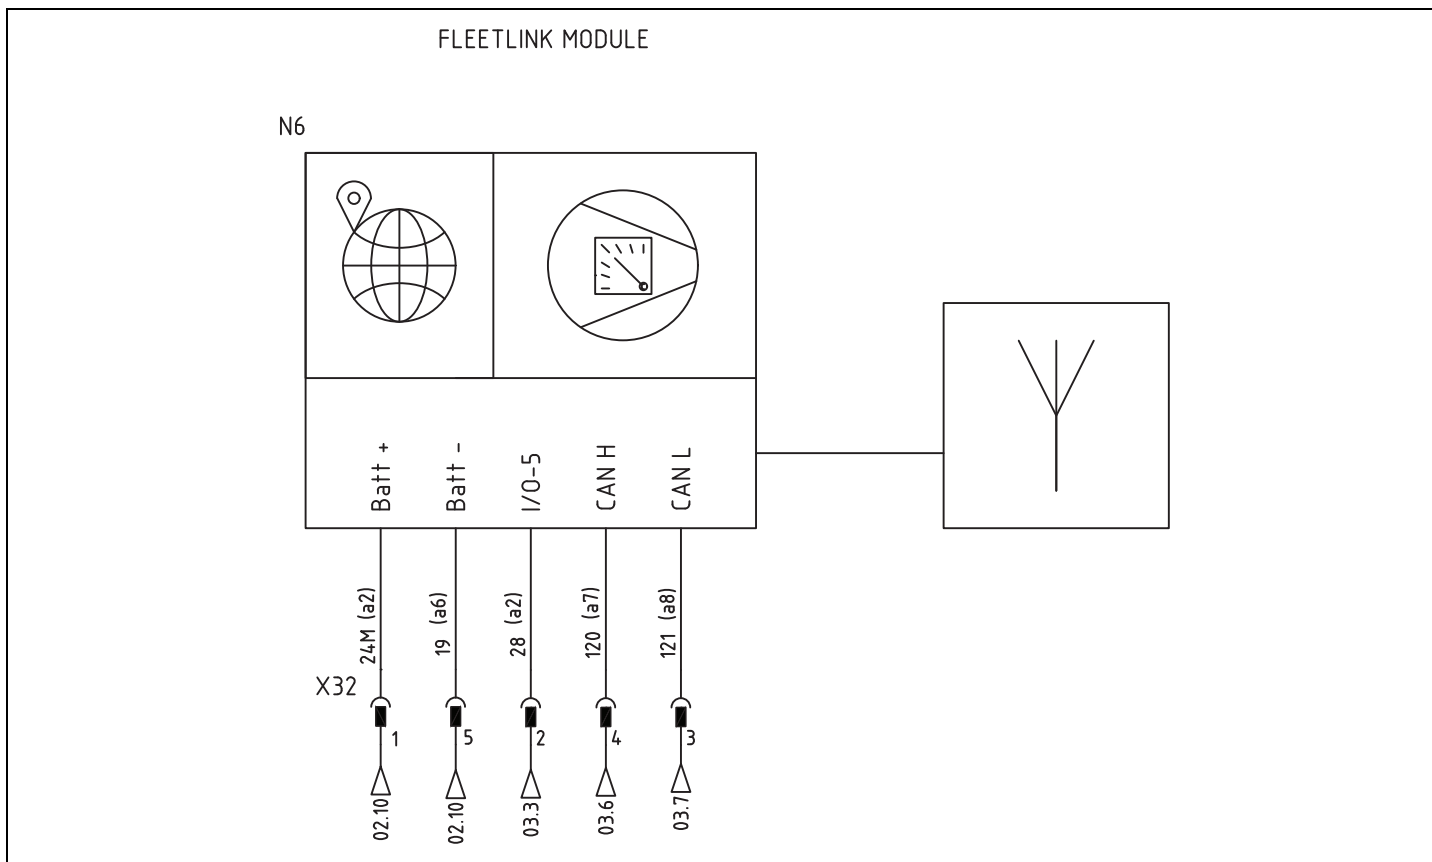 FLEETLINK MODULE
N6
Batt +
Batt -
I/O-5
CAN H
CAN L
24M (a2)
19 (a6)
28 (a2)
120 (a7)
121 (a8)
X32
1
5
2
4
3
02.10
02.10
03.3
03.6
03.7